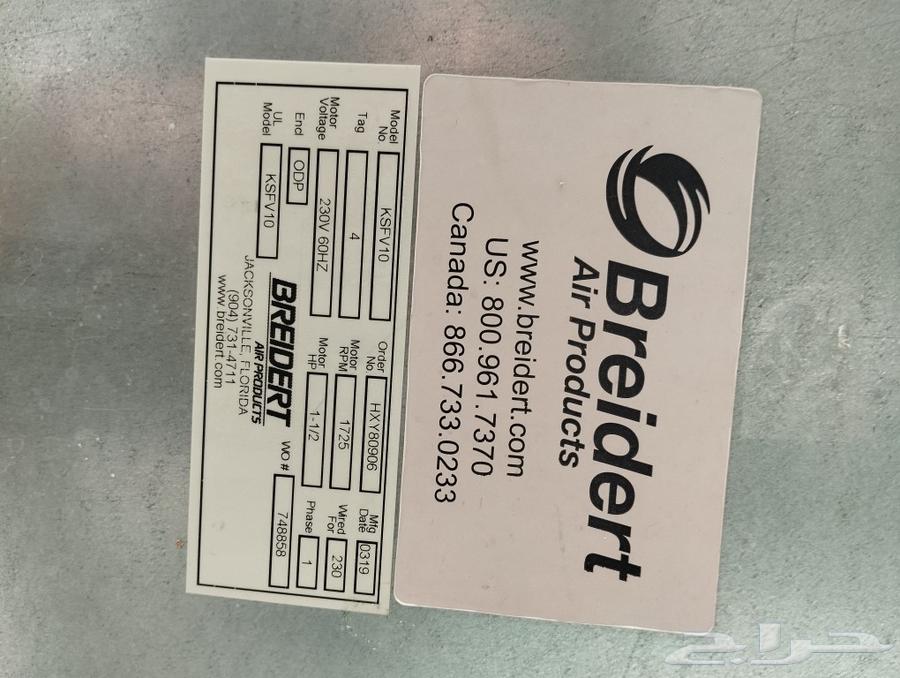 Breidert
Air Products
www.breidert.com
US: 800.961.7370
Canada: 866.733.0233
Model No. KSFV10 Order No. HXY80906 Mfg Date 0319
Tag 4 Motor RPM 1725 Wired For 230
Motor Voltage 230V 60HZ Motor HP 1-1/2 Phase 1
Encl ODP
UL Model KSFV10
BREIDERT
AIR PRODUCTS
WO # 748858
JACKSONVILLE, FLORIDA
(904) 731-4711
www.breidert.com
حراج